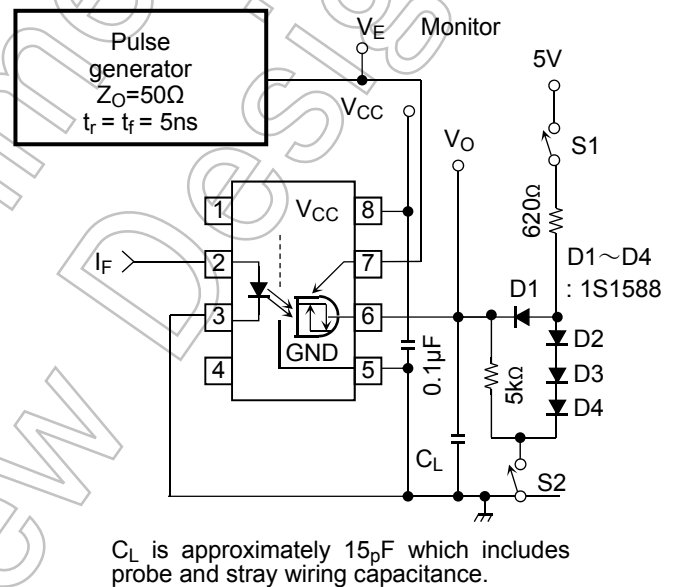 Pulse
generator
Z_O=50Ω
t_r = t_f = 5ns
V_E Monitor
V_CC
V_O
5V
S1
620Ω
D1～D4
: 1S1588
1
2
3
4
V_CC
8
7
6
5
I_F
GND
0.1μF
C_L
D1
D2
D3
D4
5kΩ
S2
C_L is approximately 15_pF which includes
probe and stray wiring capacitance.